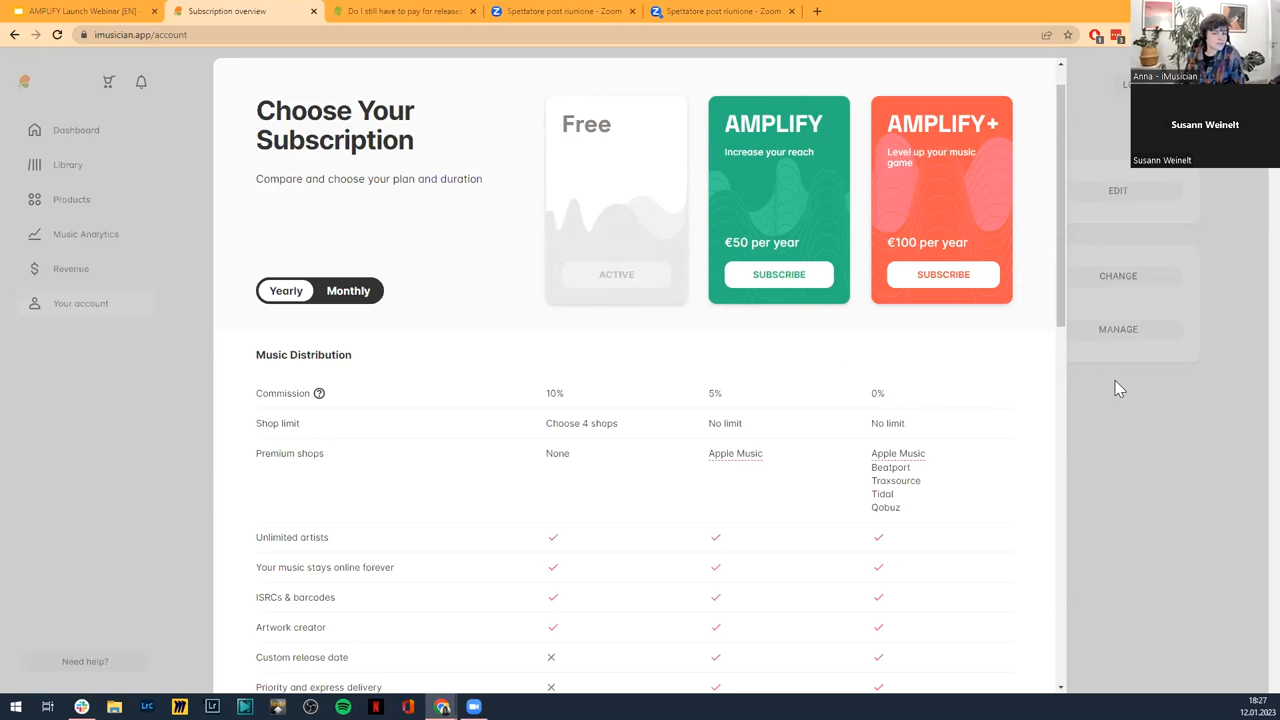 AMPLIFY Launch Webinar [EN] -
Subscription overview
Do I still have to pay for release
Spettatore post riunione - Zoom
Spettatore post riunione - Zoom
imusician.app/account
1
3
Anna - iMusician
Susann Weinelt
Susann Weinelt
Dashboard
Library
Products
Music Analytics
Revenue
Your account
Need help?
Choose Your
Subscription
Compare and choose your plan and duration
Yearly
Monthly
Free
ACTIVE
AMPLIFY
Increase your reach
€50 per year
SUBSCRIBE
AMPLIFY+
Level up your music
game
€100 per year
SUBSCRIBE
EDIT
CHANGE
MANAGE
Music Distribution
Commission ? 10% 5% 0%
Shop limit Choose 4 shops No limit No limit
Premium shops None Apple Music Apple Music
Beatport
Traxsource
Tidal
Qobuz
Unlimited artists
Your music stays online forever
ISRCs & barcodes
Artwork creator
Custom release date
Priority and express delivery
Lrc
Lr
18:27
12.01.2023